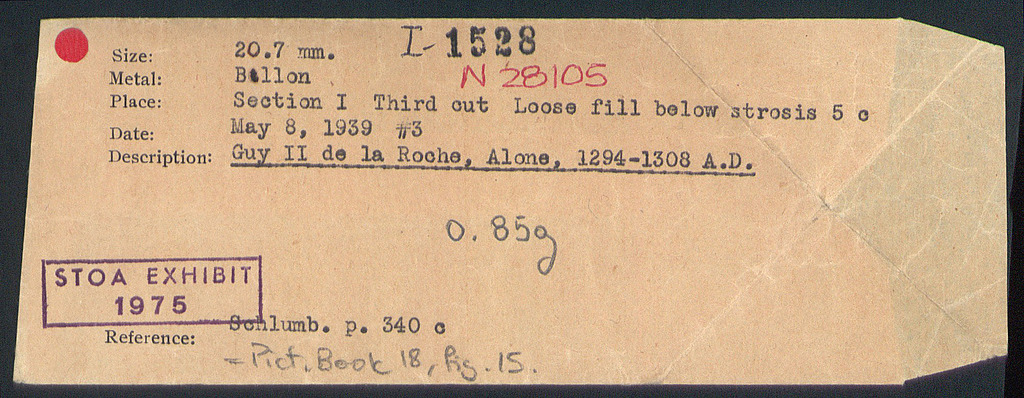 I-1528
Size: 20.7 mm.
N 28105
Metal: Billon
Place: Section I Third cut Loose fill below strosis 5 c
Date: May 8, 1939 #3
Description: Guy II de la Roche, Alone, 1294-1308 A.D.
0.85g
STOA EXHIBIT
1975
Reference: Schlumb. p. 340 c
= Pict. Book 18, fig. 15.